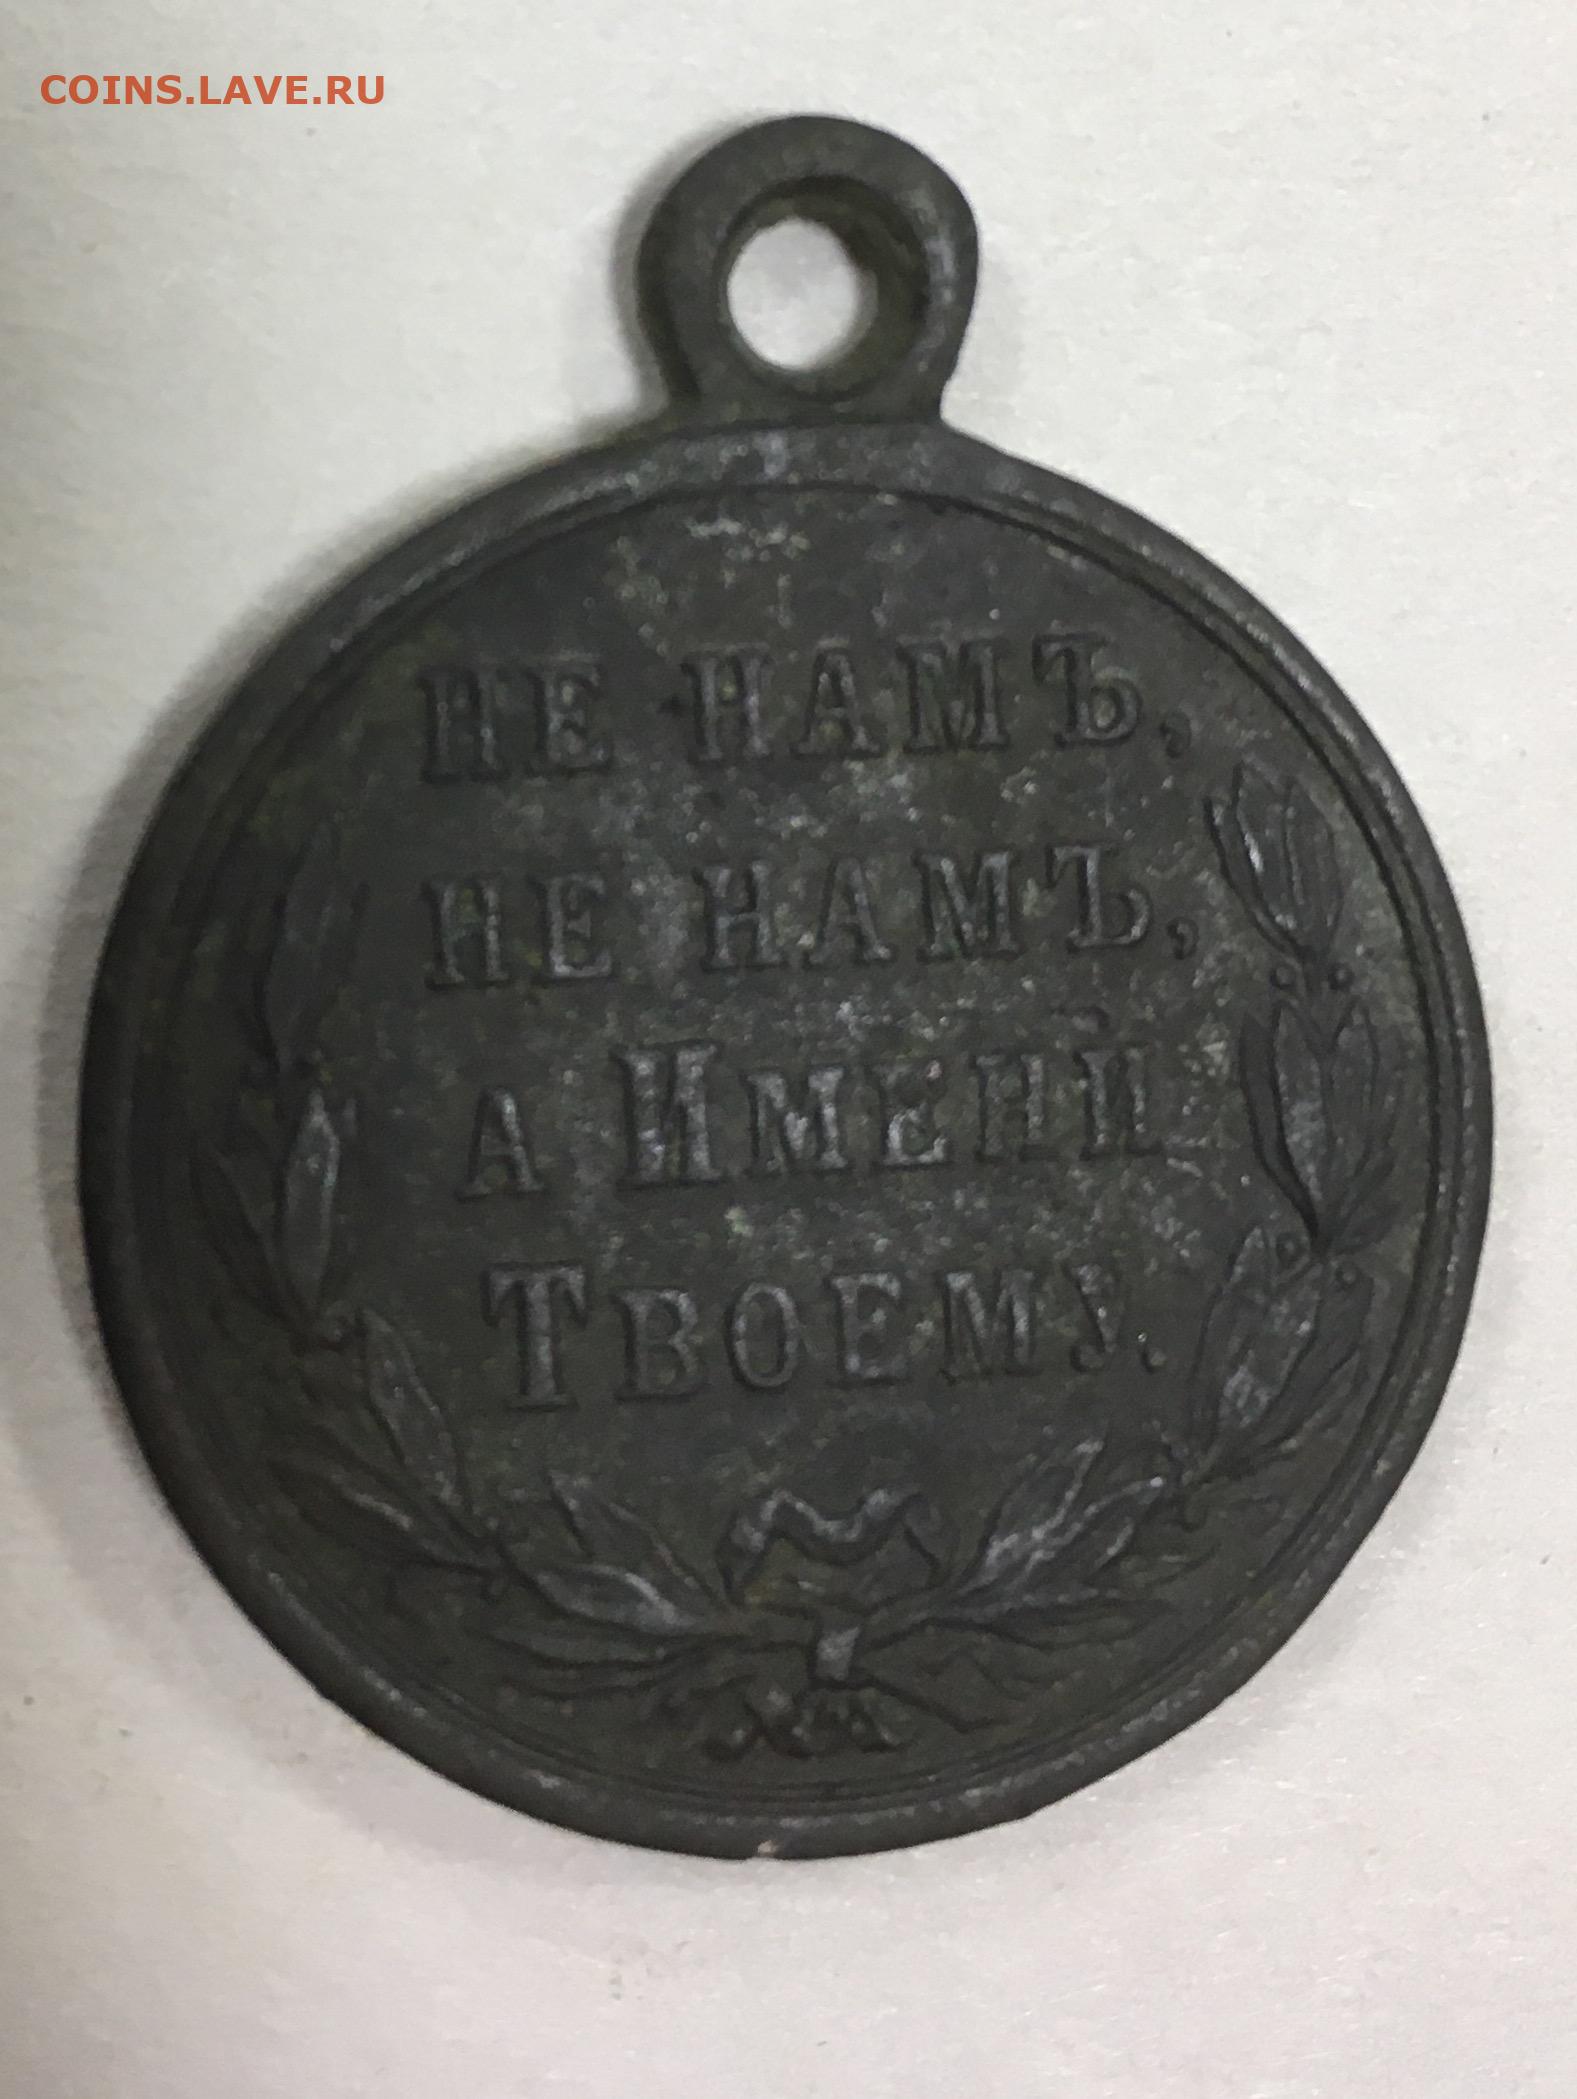 COINS.LAVE.RU
НЕ НАМЪ,
НЕ НАМЪ,
А ИМЕНИ
ТВОЕМУ.